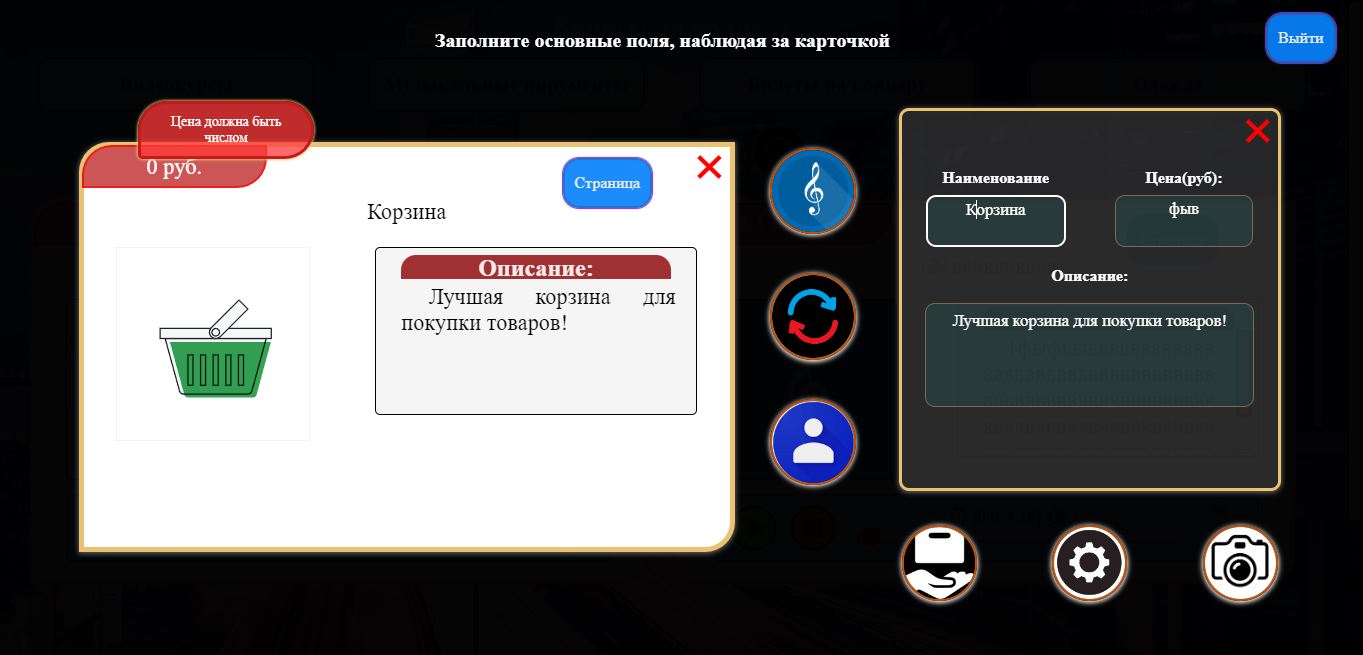 Заполните основные поля, наблюдая за карточкой
Выйти
Цена должна быть
числом
0 руб.
Страница
Корзина
Описание:
Лучшая корзина для
покупки товаров!
Наименование
Цена(руб):
Корзина
фыв
Описание:
Лучшая корзина для покупки товаров!